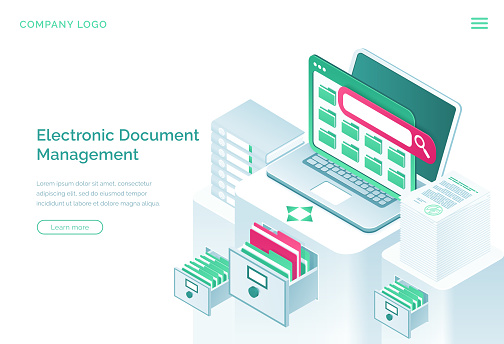 COMPANY LOGO
Electronic Document
Management
Lorem ipsum dolor sit amet, consectetur
adipiscing elit, sed do eiusmod tempor
incididunt ut labore et dolore magna aliqua.
Learn more